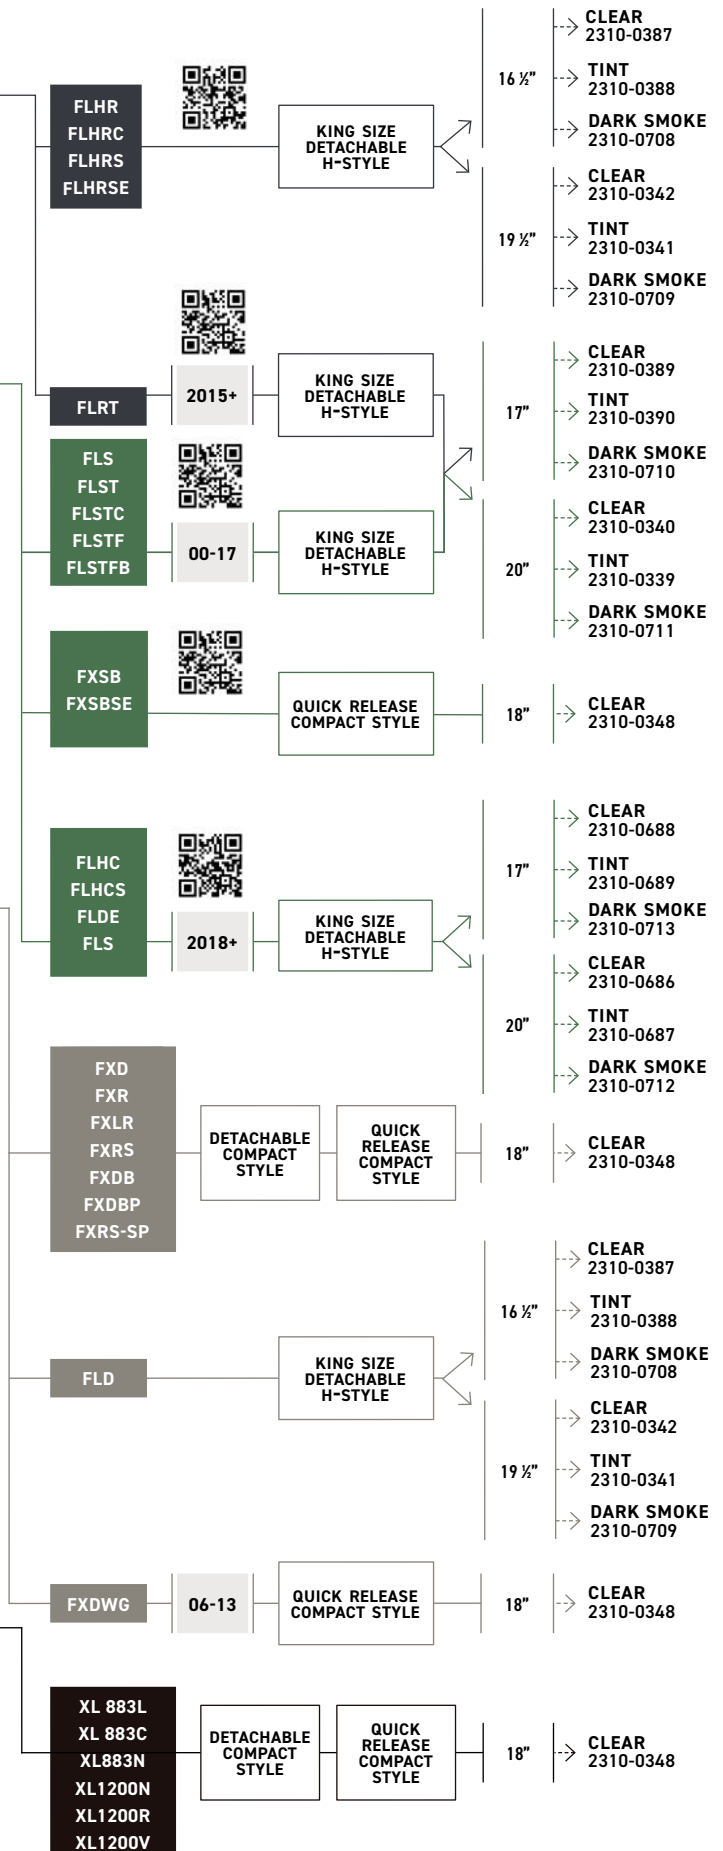 FLHR
FLHRC
FLHRS
FLHRSE
KING SIZE
DETACHABLE
H-STYLE
16 ½”
CLEAR
2310-0387
TINT
2310-0388
DARK SMOKE
2310-0708
19 ½”
CLEAR
2310-0342
TINT
2310-0341
DARK SMOKE
2310-0709
FLRT
2015+
KING SIZE
DETACHABLE
H-STYLE
FLS
FLST
FLSTC
FLSTF
FLSTFB
00-17
KING SIZE
DETACHABLE
H-STYLE
17”
CLEAR
2310-0389
TINT
2310-0390
DARK SMOKE
2310-0710
20”
CLEAR
2310-0340
TINT
2310-0339
DARK SMOKE
2310-0711
FXSB
FXSBSE
QUICK RELEASE
COMPACT STYLE
18”
CLEAR
2310-0348
FLHC
FLHCS
FLDE
FLS
2018+
KING SIZE
DETACHABLE
H-STYLE
17”
CLEAR
2310-0688
TINT
2310-0689
DARK SMOKE
2310-0713
20”
CLEAR
2310-0686
TINT
2310-0687
DARK SMOKE
2310-0712
FXD
FXR
FXLR
FXRS
FXDB
FXDBP
FXRS-SP
DETACHABLE
COMPACT
STYLE
QUICK
RELEASE
COMPACT
STYLE
18”
CLEAR
2310-0348
FLD
KING SIZE
DETACHABLE
H-STYLE
16 ½”
CLEAR
2310-0387
TINT
2310-0388
DARK SMOKE
2310-0708
19 ½”
CLEAR
2310-0342
TINT
2310-0341
DARK SMOKE
2310-0709
FXDWG
06-13
QUICK RELEASE
COMPACT STYLE
18”
CLEAR
2310-0348
XL 883L
XL 883C
XL883N
XL1200N
XL1200R
XL1200V
DETACHABLE
COMPACT
STYLE
QUICK
RELEASE
COMPACT
STYLE
18”
CLEAR
2310-0348